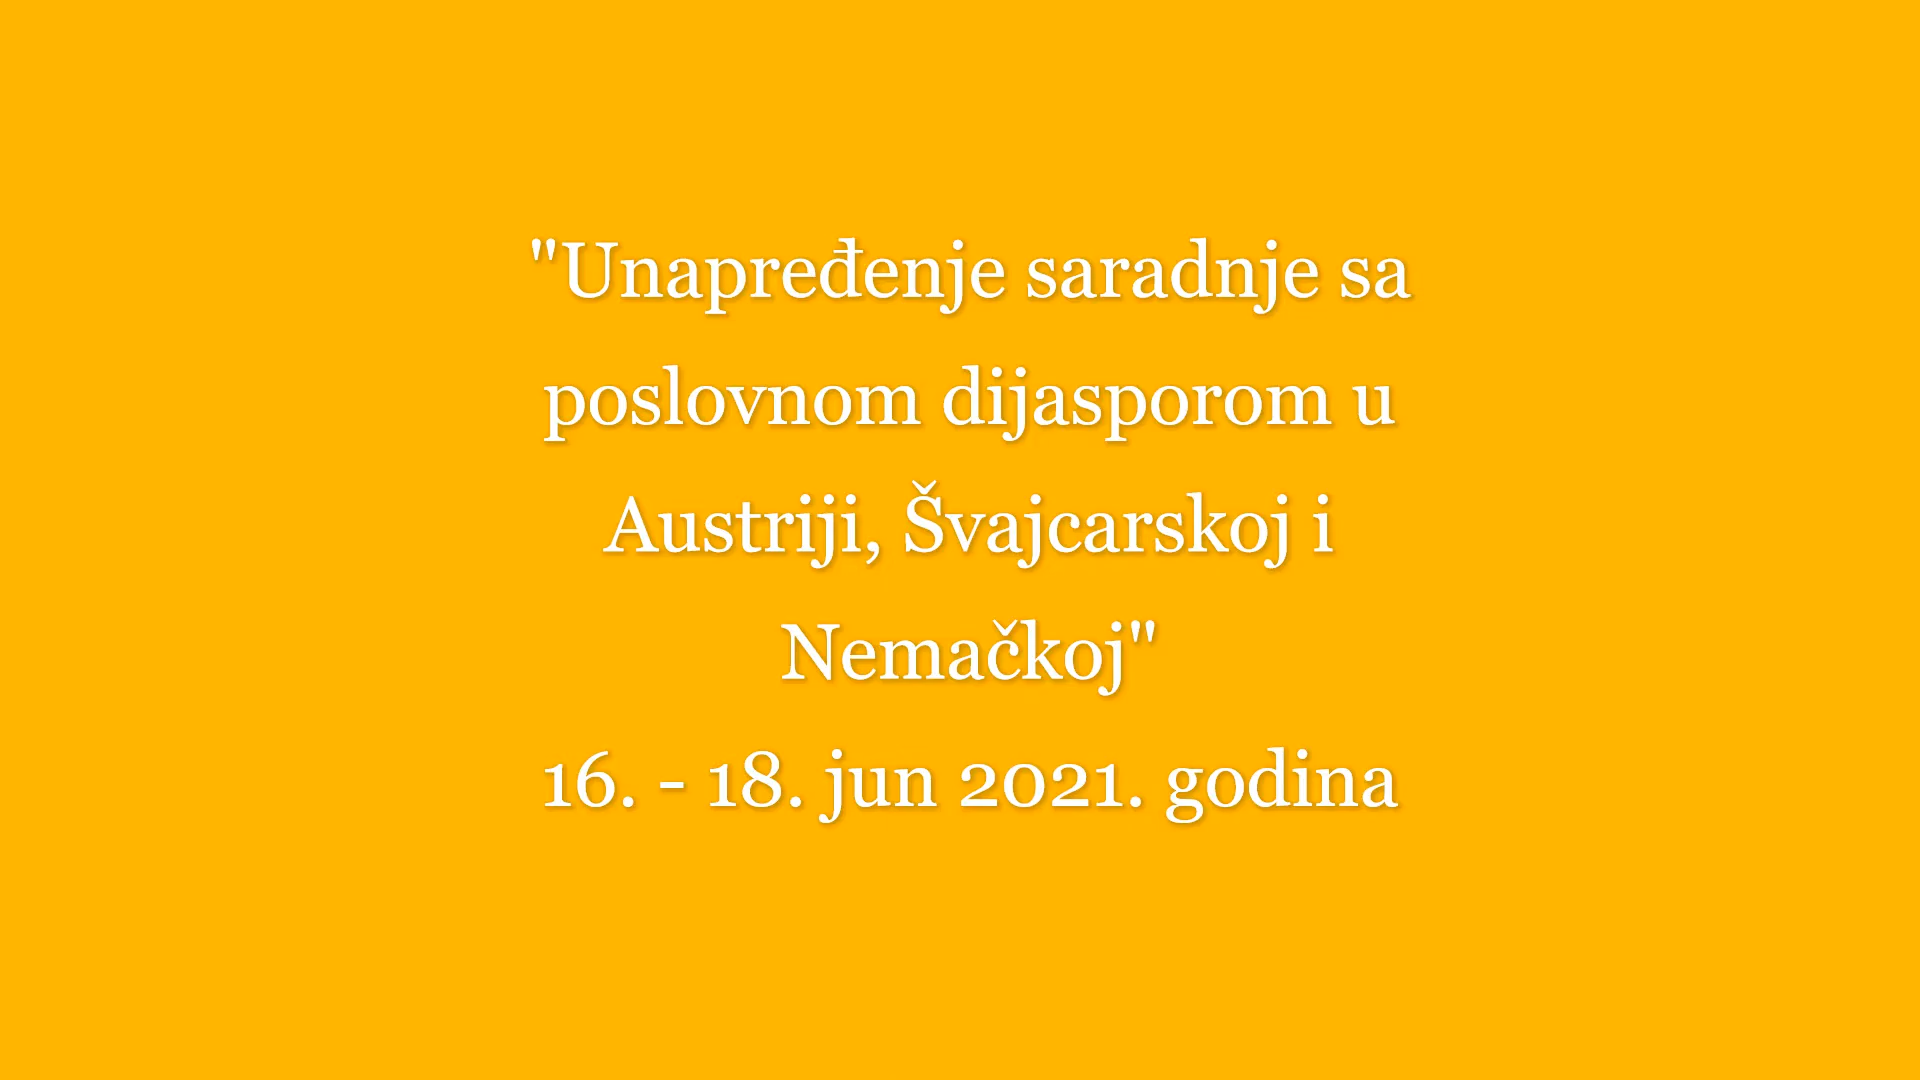 "Unapređenje saradnje sa
poslovnom dijasporom u
Austriji, Švajcarskoj i
Nemačkoj"
16. - 18. jun 2021. godina